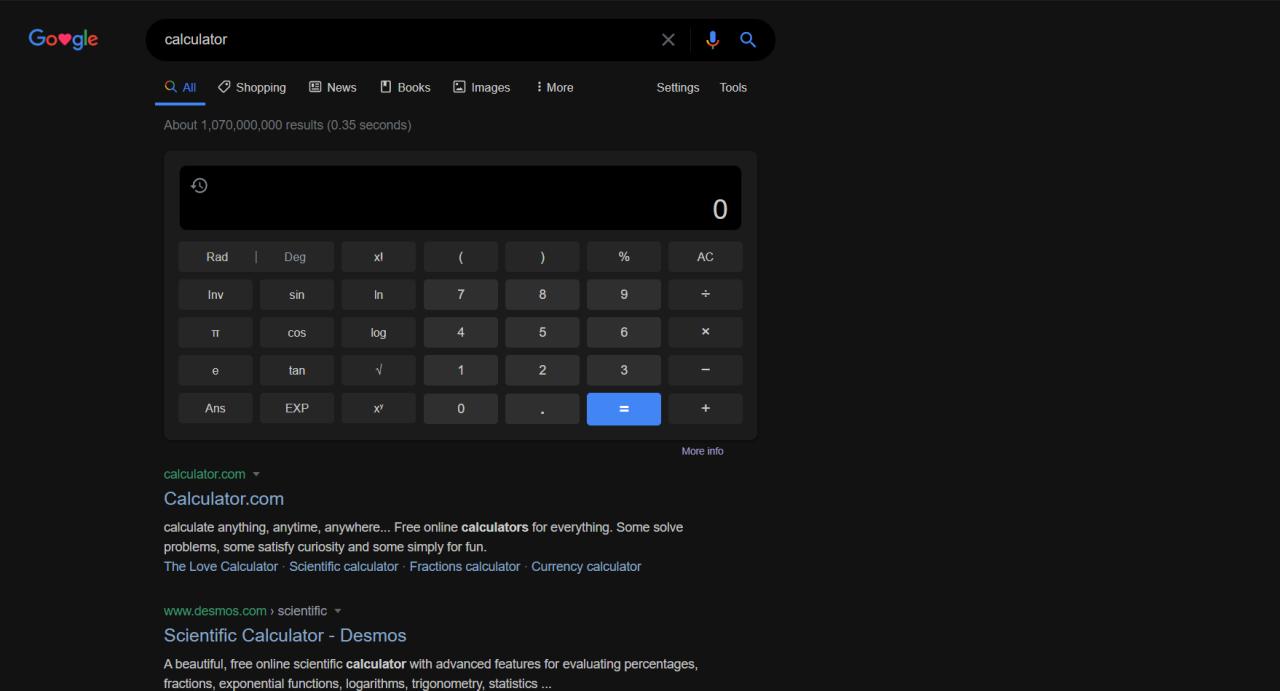 Go♥gle
calculator
All Shopping News Books Images More Settings Tools
About 1,070,000,000 results (0.35 seconds)
0
Rad | Deg x! ( ) % AC
Inv sin ln 7 8 9 ÷
π cos log 4 5 6 ×
e tan √ 1 2 3 −
Ans EXP xʸ 0 . = +
More info
calculator.com
Calculator.com
calculate anything, anytime, anywhere... Free online calculators for everything. Some solve
problems, some satisfy curiosity and some simply for fun.
The Love Calculator · Scientific calculator · Fractions calculator · Currency calculator
www.desmos.com › scientific
Scientific Calculator - Desmos
A beautiful, free online scientific calculator with advanced features for evaluating percentages,
fractions, exponential functions, logarithms, trigonometry, statistics ...